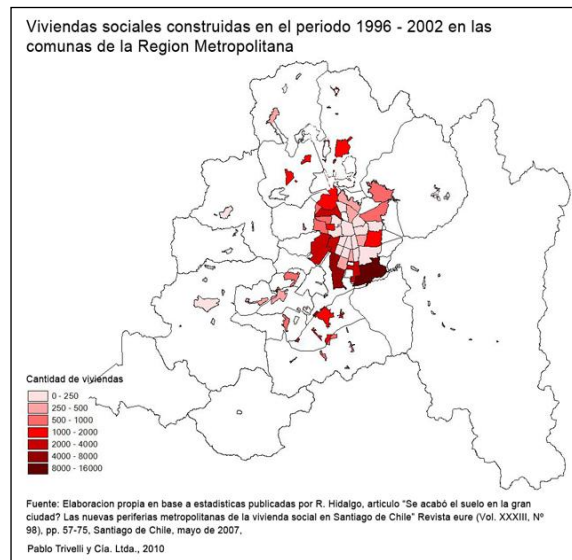 Viviendas sociales construidas en el periodo 1996 - 2002 en las
comunas de la Region Metropolitana
Cantidad de viviendas
0 - 250
250 - 500
500 - 1000
1000 - 2000
2000 - 4000
4000 - 8000
8000 - 16000
Fuente: Elaboracion propia en base a estadisticas publicadas por R. Hidalgo, articulo "Se acabó el suelo en la gran
ciudad? Las nuevas periferias metropolitanas de la vivienda social en Santiago de Chile" Revista eure (Vol. XXXIII, Nº
98), pp. 57-75, Santiago de Chile, mayo de 2007,
Pablo Trivelli y Cia. Ltda., 2010